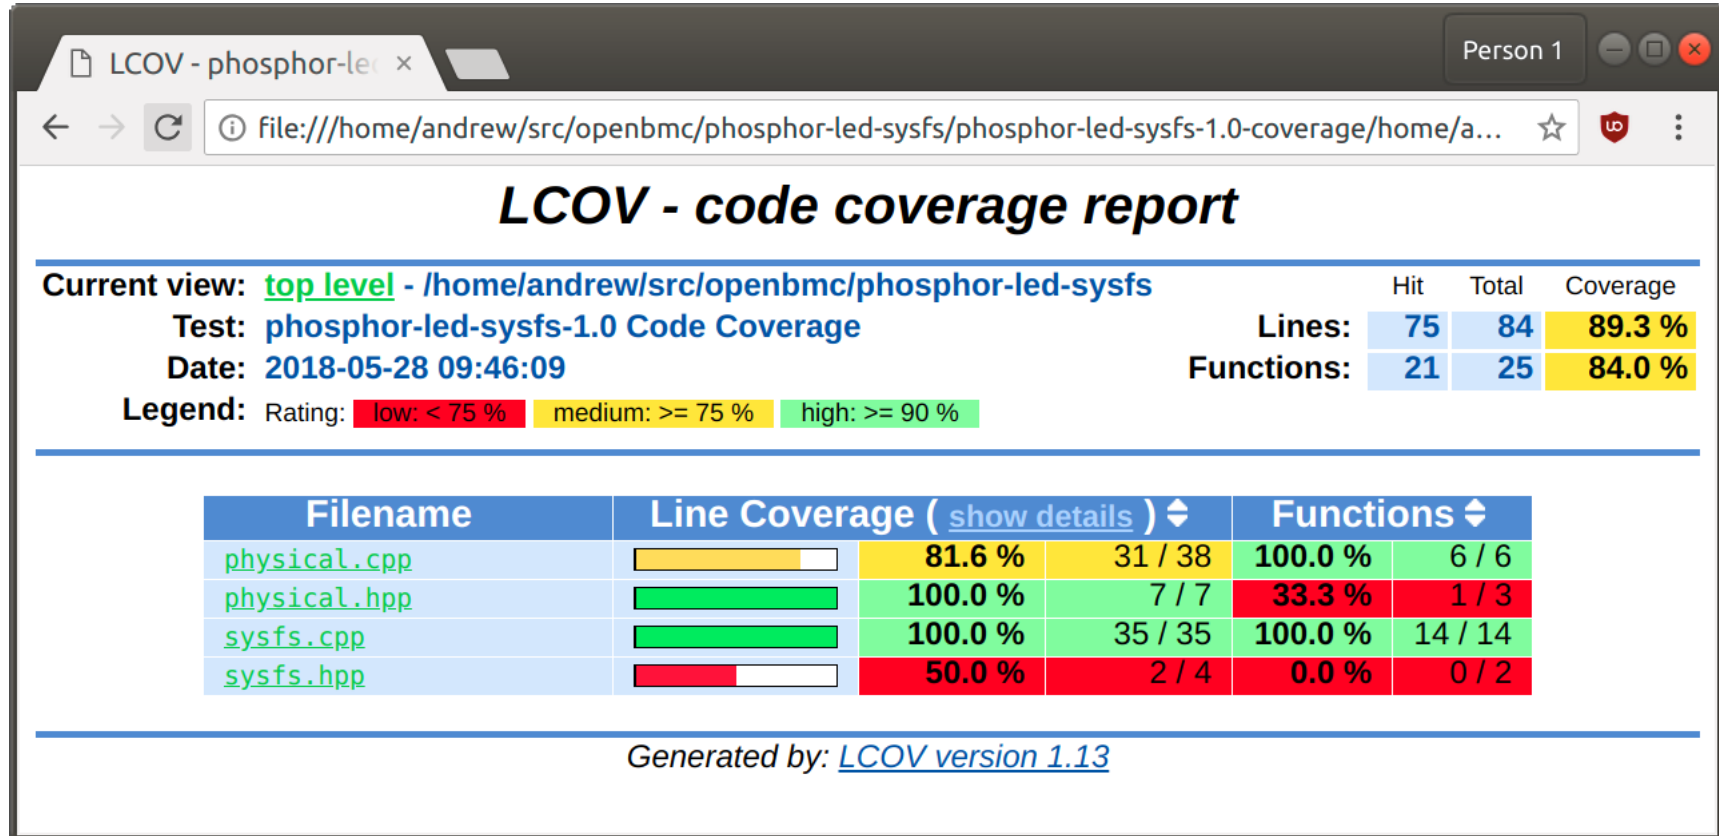 LCOV - phosphor-le
Person 1
file:///home/andrew/src/openbmc/phosphor-led-sysfs/phosphor-led-sysfs-1.0-coverage/home/a...
LCOV - code coverage report
Current view: top level - /home/andrew/src/openbmc/phosphor-led-sysfs Hit Total Coverage
Test: phosphor-led-sysfs-1.0 Code Coverage Lines: 75 84 89.3 %
Date: 2018-05-28 09:46:09 Functions: 21 25 84.0 %
Legend: Rating: low: < 75 % medium: >= 75 % high: >= 90 %
Filename Line Coverage ( show details ) Functions
physical.cpp 81.6 % 31 / 38 100.0 % 6 / 6
physical.hpp 100.0 % 7 / 7 33.3 % 1 / 3
sysfs.cpp 100.0 % 35 / 35 100.0 % 14 / 14
sysfs.hpp 50.0 % 2 / 4 0.0 % 0 / 2
Generated by: LCOV version 1.13